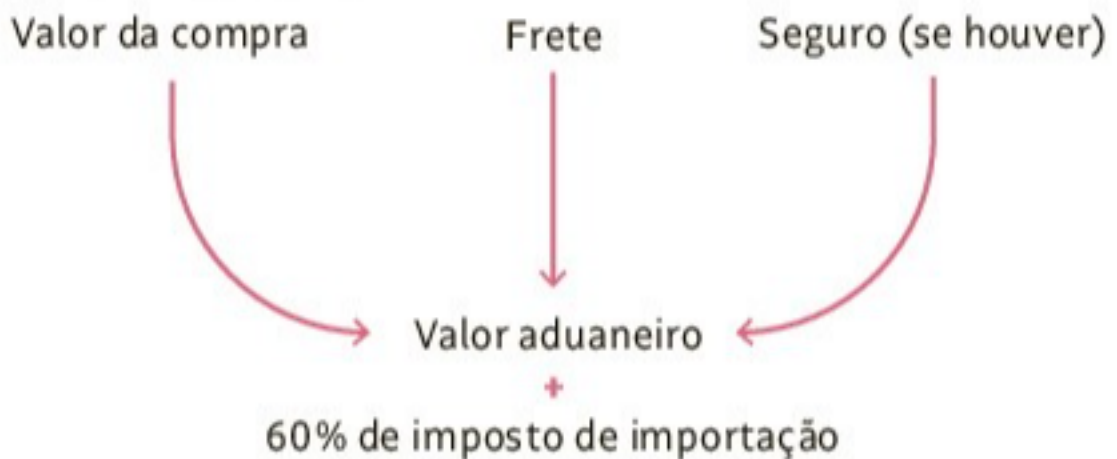 Valor da compra
Frete
Seguro (se houver)
Valor aduaneiro
+
60% de imposto de importação